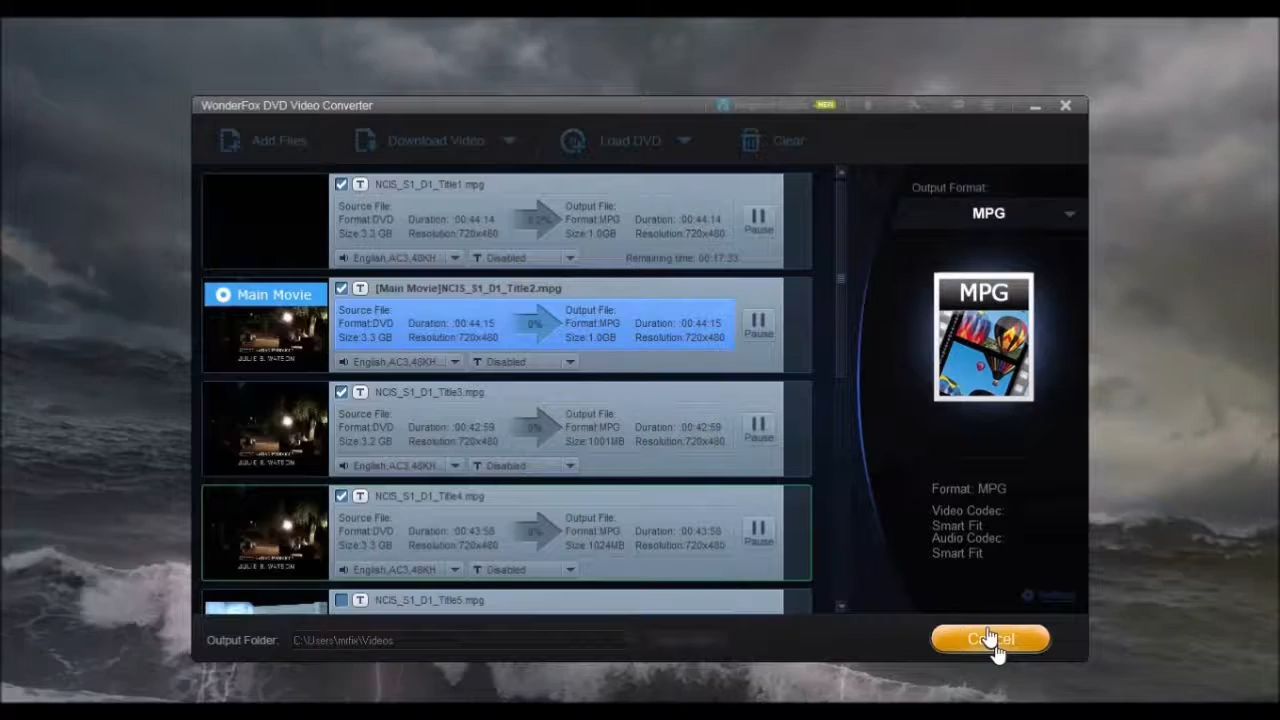 WonderFox DVD Video Converter
NEW
Add Files
Download Video
Load DVD
Clear
NCIS_S1_D1_Title1.mpg
Source File:
Format:DVD Duration: :00:44:14
Size:3.3 GB Resolution:720x480
Output File:
Format:MPG Duration: :00:44:14
Size:1.0GB Resolution:720x480
Pause
English,AC3,48KH
T Disabled
Remaining time: 00:17:33
Main Movie
[Main Movie]NCIS_S1_D1_Title2.mpg
Source File:
Format:DVD Duration: :00:44:15
Size:3.3 GB Resolution:720x480
0%
Output File:
Format:MPG Duration: :00:44:15
Size:1.0GB Resolution:720x480
Pause
JULIE B. WATSON
English,AC3,48KH
T Disabled
NCIS_S1_D1_Title3.mpg
Source File:
Format:DVD Duration: :00:42:59
Size:3.2 GB Resolution:720x480
0%
Output File:
Format:MPG Duration: :00:42:59
Size:1001MB Resolution:720x480
Pause
JULIE B. WATSON
English,AC3,48KH
T Disabled
NCIS_S1_D1_Title4.mpg
Source File:
Format:DVD Duration: :00:43:58
Size:3.3 GB Resolution:720x480
0%
Output File:
Format:MPG Duration: :00:43:58
Size:1024MB Resolution:720x480
Pause
JULIE B. WATSON
English,AC3,48KH
T Disabled
NCIS_S1_D1_Title5.mpg
Output Format:
MPG
MPG
Format: MPG
Video Codec:
Smart Fit
Audio Codec:
Smart Fit
Output Folder: C:\Users\mrfix\Videos
Cancel